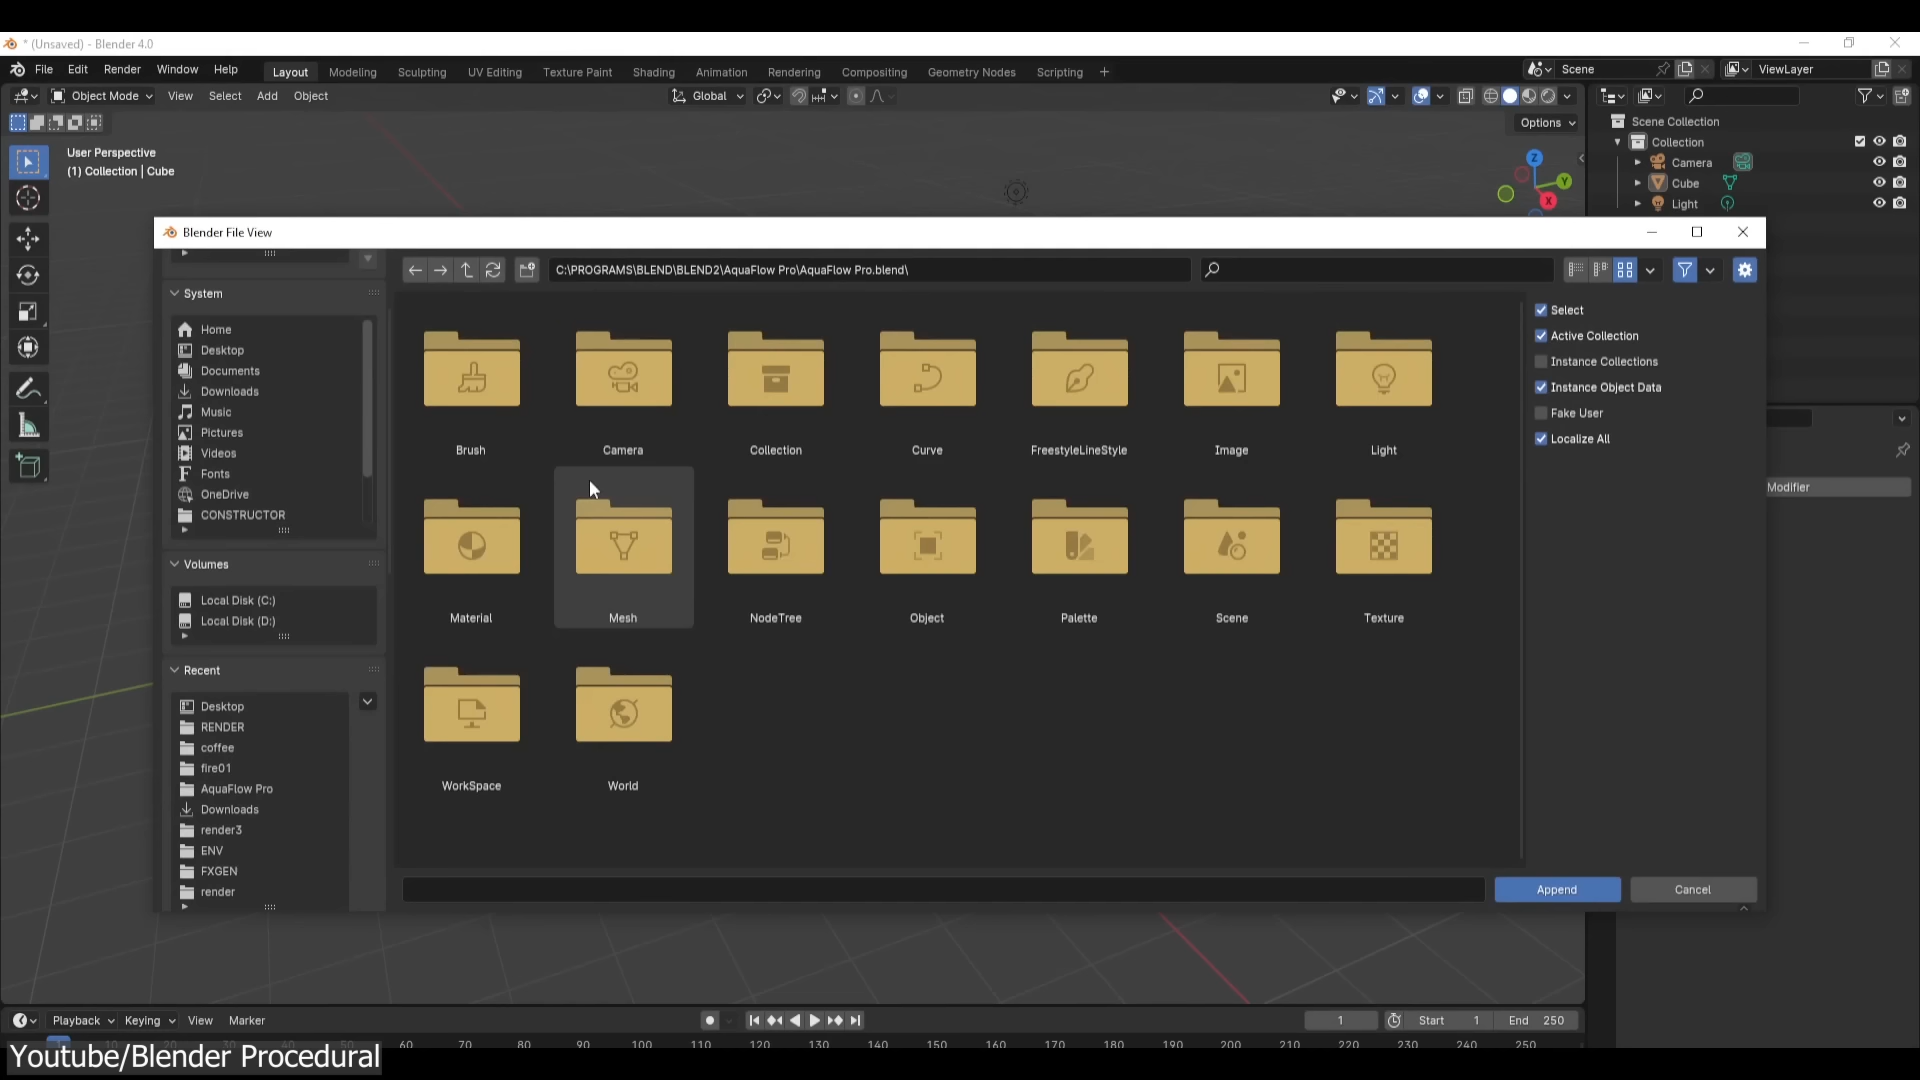 * (Unsaved) - Blender 4.0
File Edit Render Window Help Layout Modeling Sculpting UV Editing Texture Paint Shading Animation Rendering Compositing Geometry Nodes Scripting + Scene ViewLayer
Object Mode View Select Add Object Global
Options
User Perspective
(1) Collection | Cube
Z
Y
X
Scene Collection
Collection
Camera
Cube
Light
Blender File View
C:\PROGRAMS\BLEND\BLEND2\AquaFlow Pro\AquaFlow Pro.blend\
System
Home
Desktop
Documents
Downloads
Music
Pictures
Videos
Fonts
OneDrive
CONSTRUCTOR
Volumes
Local Disk (C:)
Local Disk (D:)
Recent
Desktop
RENDER
coffee
fire01
AquaFlow Pro
Downloads
render3
ENV
FXGEN
render
Brush Camera Collection Curve FreestyleLineStyle Image Light
Material Mesh NodeTree Object Palette Scene Texture
WorkSpace World
Select
Active Collection
Instance Collections
Instance Object Data
Fake User
Localize All
Modifier
Append Cancel
Playback Keying View Marker 1 Start 1 End 250
60 70 80 90 100 110 120 130 140 150 160 170 180 190 200 210 220 230 240 250
Youtube/Blender Procedural